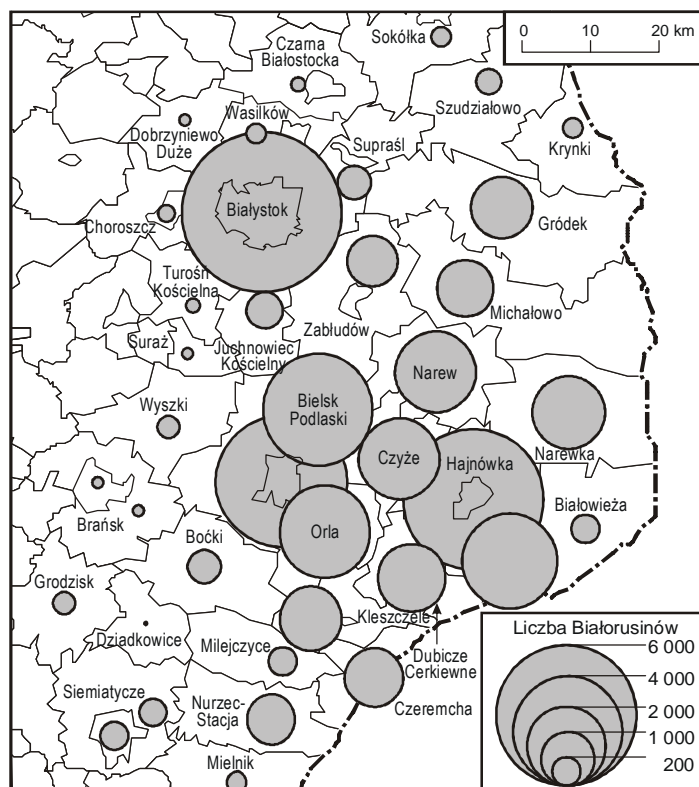 Sokółka
0 10 20 km
Czarna
Białostocka
Szudziałowo
Wasilków
Dobrzyniewo
Duże
Supraśl
Krynki
Białystok
Choroszcz
Gródek
Turośń
Kościelna
Michałowo
Zabłudów
Suraż
Juchnowiec
Kościelny
Narew
Bielsk
Podlaski
Wyszki
Narewka
Czyże
Hajnówka
Białowieża
Brańsk
Orla
Boćki
Grodzisk
Kleszczele
Dziadkowice
Milejczyce
Dubicze
Cerkiewne
Liczba Białorusinów
6 000
4 000
2 000
1 000
200
Siemiatycze
Nurzec-
Stacja
Czeremcha
Mielnik